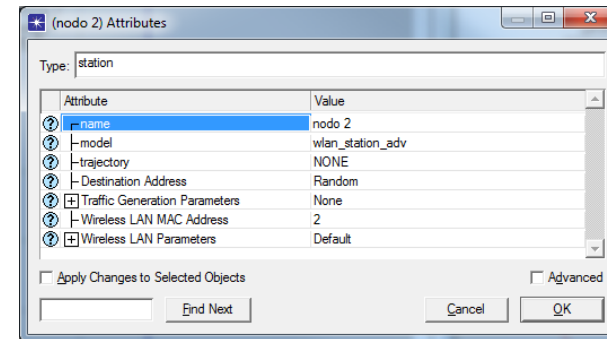 (nodo 2) Attributes
Type: station
Attribute Value
name nodo 2
model wlan_station_adv
trajectory NONE
Destination Address Random
Traffic Generation Parameters None
Wireless LAN MAC Address 2
Wireless LAN Parameters Default
Apply Changes to Selected Objects Advanced
Find Next Cancel OK